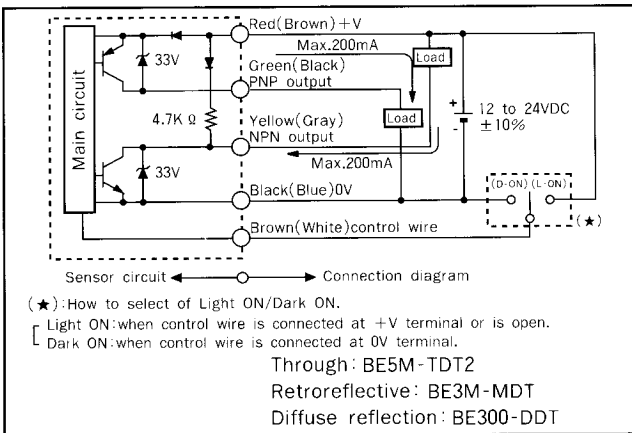 Red(Brown)+V
Max.200mA
Load
33V
Green(Black)
PNP output
Main circuit
Load
+
-
12 to 24VDC
±10%
4.7K Ω
Yellow(Gray)
NPN output
Max.200mA
33V
Black(Blue)0V
(D-ON)(L-ON)
(★)
Brown(White)control wire
Sensor circuit
Connection diagram
(★):How to select of Light ON/Dark ON.
[ Light ON:when control wire is connected at +V terminal or is open.
Dark ON:when control wire is connected at 0V terminal.
Through: BE5M-TDT2
Retroreflective: BE3M-MDT
Diffuse reflection: BE300-DDT